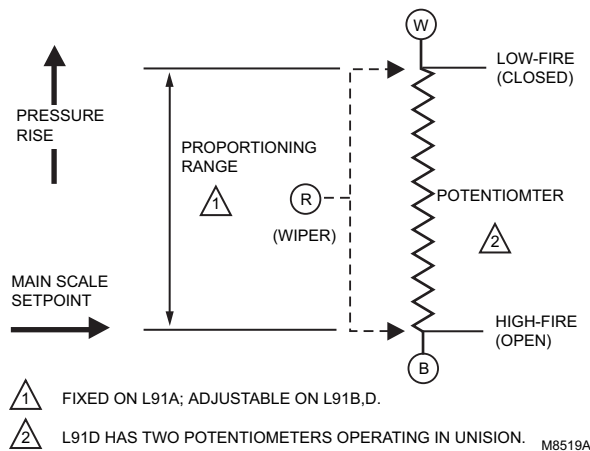 W
LOW-FIRE
(CLOSED)
PRESSURE
RISE
PROPORTIONING
RANGE
1
R
(WIPER)
POTENTIOMTER
2
MAIN SCALE
SETPOINT
HIGH-FIRE
(OPEN)
B
1 FIXED ON L91A; ADJUSTABLE ON L91B,D.
2 L91D HAS TWO POTENTIOMETERS OPERATING IN UNISION.
M8519A